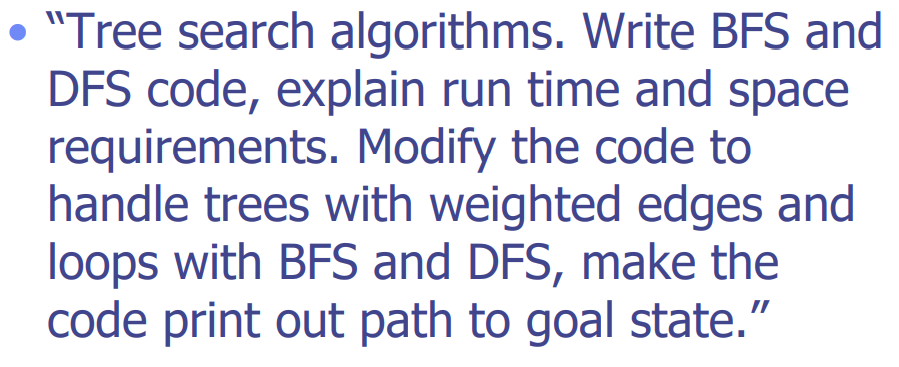 • “Tree search algorithms. Write BFS and
DFS code, explain run time and space
requirements. Modify the code to
handle trees with weighted edges and
loops with BFS and DFS, make the
code print out path to goal state.”